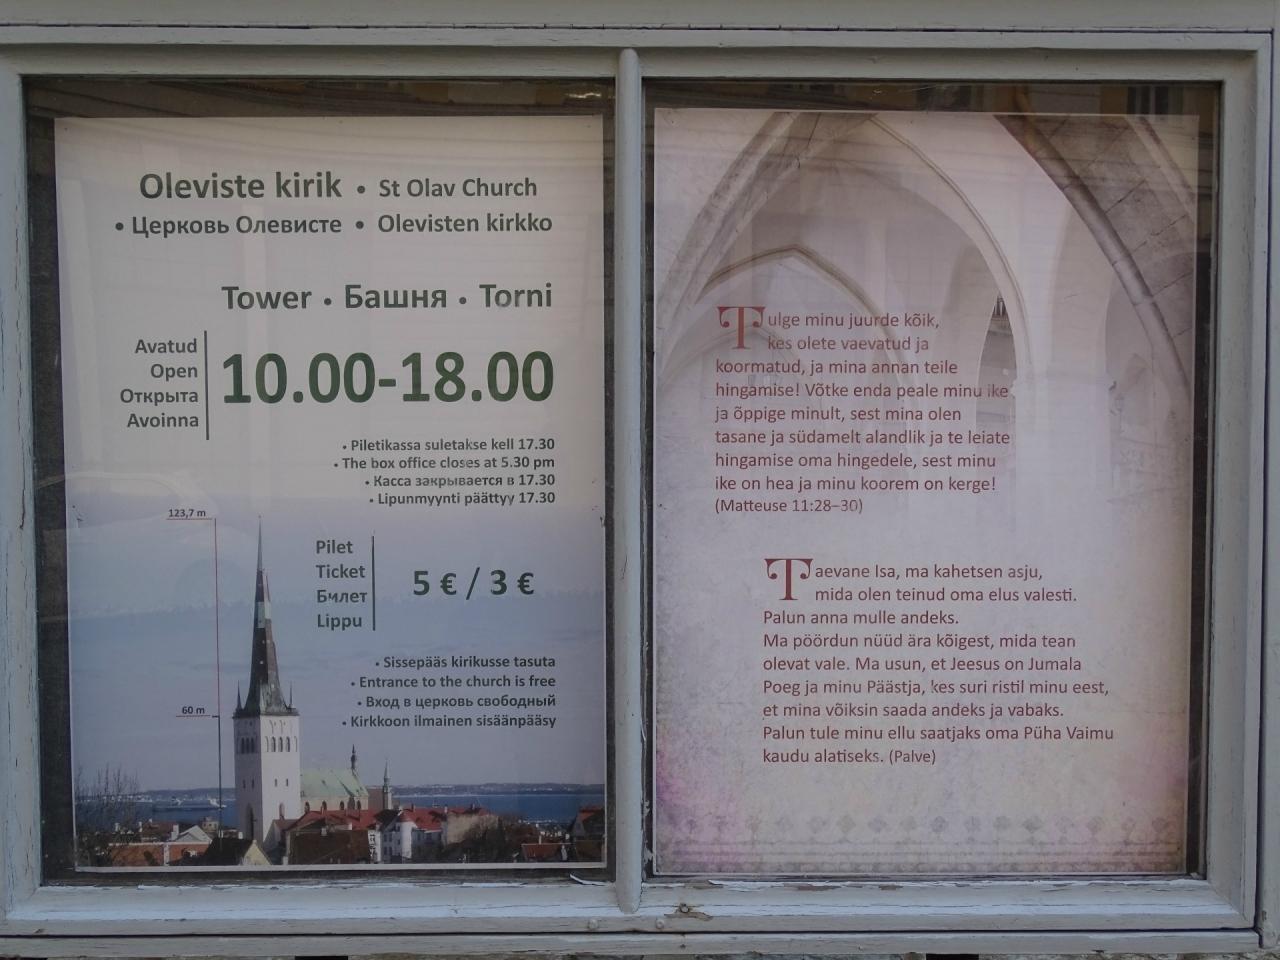 Oleviste kirik • St Olav Church
• Церковь Олевисте • Olevisten kirkko
Tower • Башня • Torni
Avatud
Open
Открыта
Avoinna
10.00-18.00
• Piletikassa suletakse kell 17.30
• The box office closes at 5.30 pm
• Касса закрывается в 17.30
• Lipunmyynti päättyy 17.30
123,7 m
60 m
Pilet
Ticket
Билет
Lippu
5 € / 3 €
• Sissepääs kirikusse tasuta
• Entrance to the church is free
• Вход в церковь свободный
• Kirkkoon ilmainen sisäänpääsy
Tulge minu juurde kõik,
kes olete vaevatud ja
koormatud, ja mina annan teile
hingamise! Võtke enda peale minu ike
ja õppige minult, sest mina olen
tasane ja südamelt alandlik ja te leiate
hingamise oma hingedele, sest minu
ike on hea ja minu koorem on kerge!
(Matteuse 11:28–30)
Taevane Isa, ma kahetsen asju,
mida olen teinud oma elus valesti.
Palun anna mulle andeks.
Ma pöördun nüüd ära kõigest, mida tean
olevat vale. Ma usun, et Jeesus on Jumala
Poeg ja minu Päästja, kes suri ristil minu eest,
et mina võiksin saada andeks ja vabaks.
Palun tule minu ellu saatjaks oma Püha Vaimu
kaudu alatiseks. (Palve)